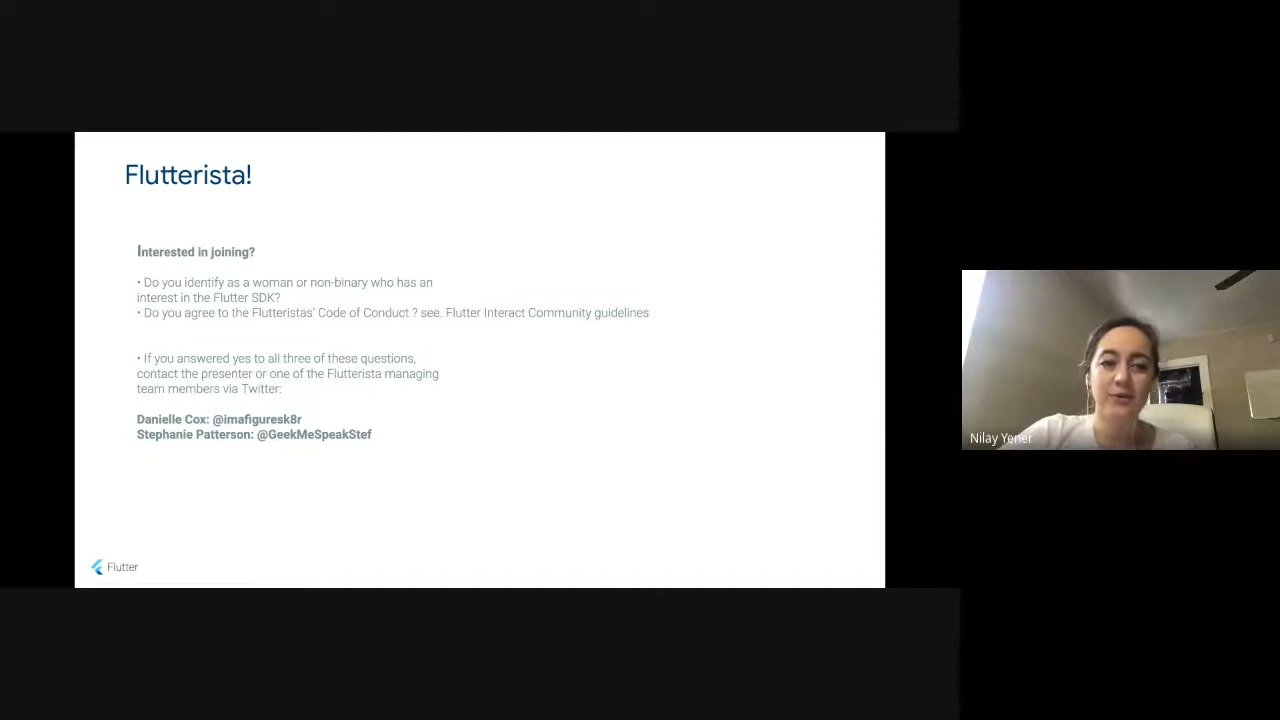 Flutterista!
Interested in joining?
• Do you identify as a woman or non-binary who has an
interest in the Flutter SDK?
• Do you agree to the Flutteristas' Code of Conduct ? see. Flutter Interact Community guidelines
• If you answered yes to all three of these questions,
contact the presenter or one of the Flutterista managing
team members via Twitter:
Danielle Cox: @imafiguresk8r
Stephanie Patterson: @GeekMeSpeakStef
Flutter
Nilay Yener